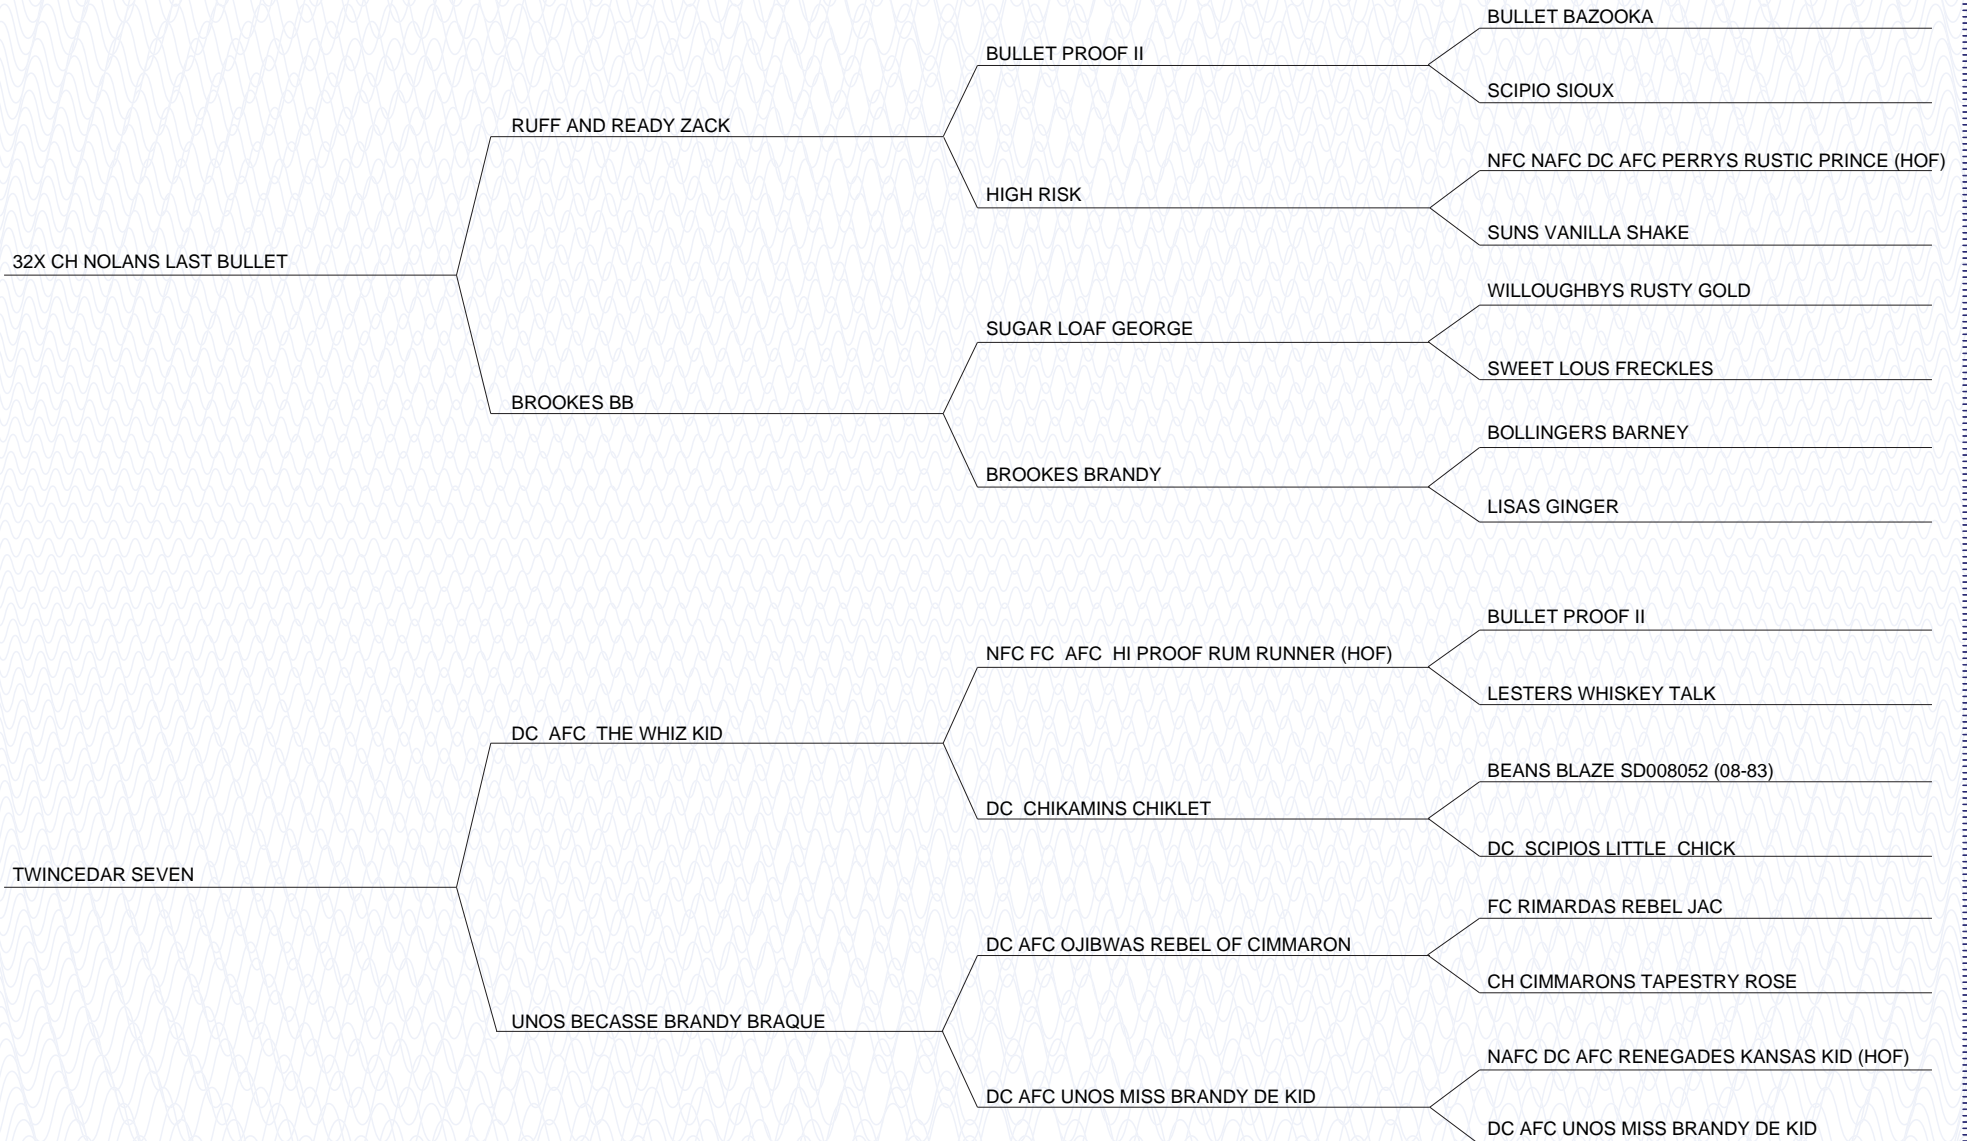 BULLET BAZOOKA
BULLET PROOF II
SCIPIO SIOUX
RUFF AND READY ZACK
NFC NAFC DC AFC PERRYS RUSTIC PRINCE (HOF)
HIGH RISK
SUNS VANILLA SHAKE
32X CH NOLANS LAST BULLET
WILLOUGHBYS RUSTY GOLD
SUGAR LOAF GEORGE
SWEET LOUS FRECKLES
BROOKES BB
BOLLINGERS BARNEY
BROOKES BRANDY
LISAS GINGER
BULLET PROOF II
NFC FC  AFC  HI PROOF RUM RUNNER (HOF)
LESTERS WHISKEY TALK
DC  AFC  THE WHIZ KID
BEANS BLAZE SD008052 (08-83)
DC  CHIKAMINS CHIKLET
DC  SCIPIOS LITTLE  CHICK
TWINCEDAR SEVEN
FC RIMARDAS REBEL JAC
DC AFC OJIBWAS REBEL OF CIMMARON
CH CIMMARONS TAPESTRY ROSE
UNOS BECASSE BRANDY BRAQUE
NAFC DC AFC RENEGADES KANSAS KID (HOF)
DC AFC UNOS MISS BRANDY DE KID
DC AFC UNOS MISS BRANDY DE KID